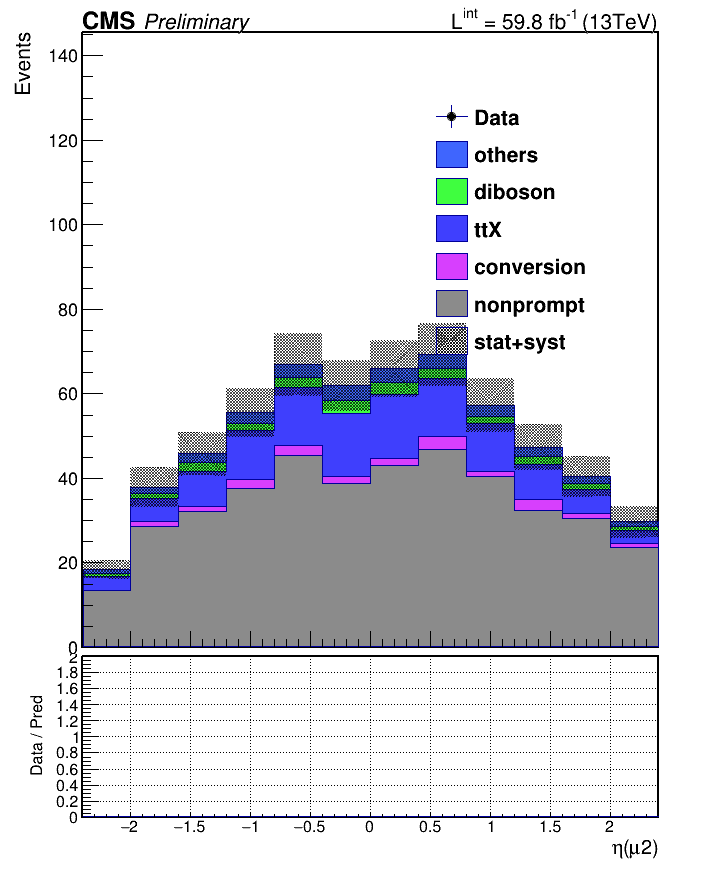 CMS Preliminary L^int = 59.8 fb^-1 (13TeV)
Events
140
120
100
80
60
40
20
0
Data
others
diboson
ttX
conversion
nonprompt
stat+syst
Data / Pred
2
1.8
1.6
1.4
1.2
1
0.8
0.6
0.4
0.2
0
−2 −1.5 −1 −0.5 0 0.5 1 1.5 2
η(μ2)